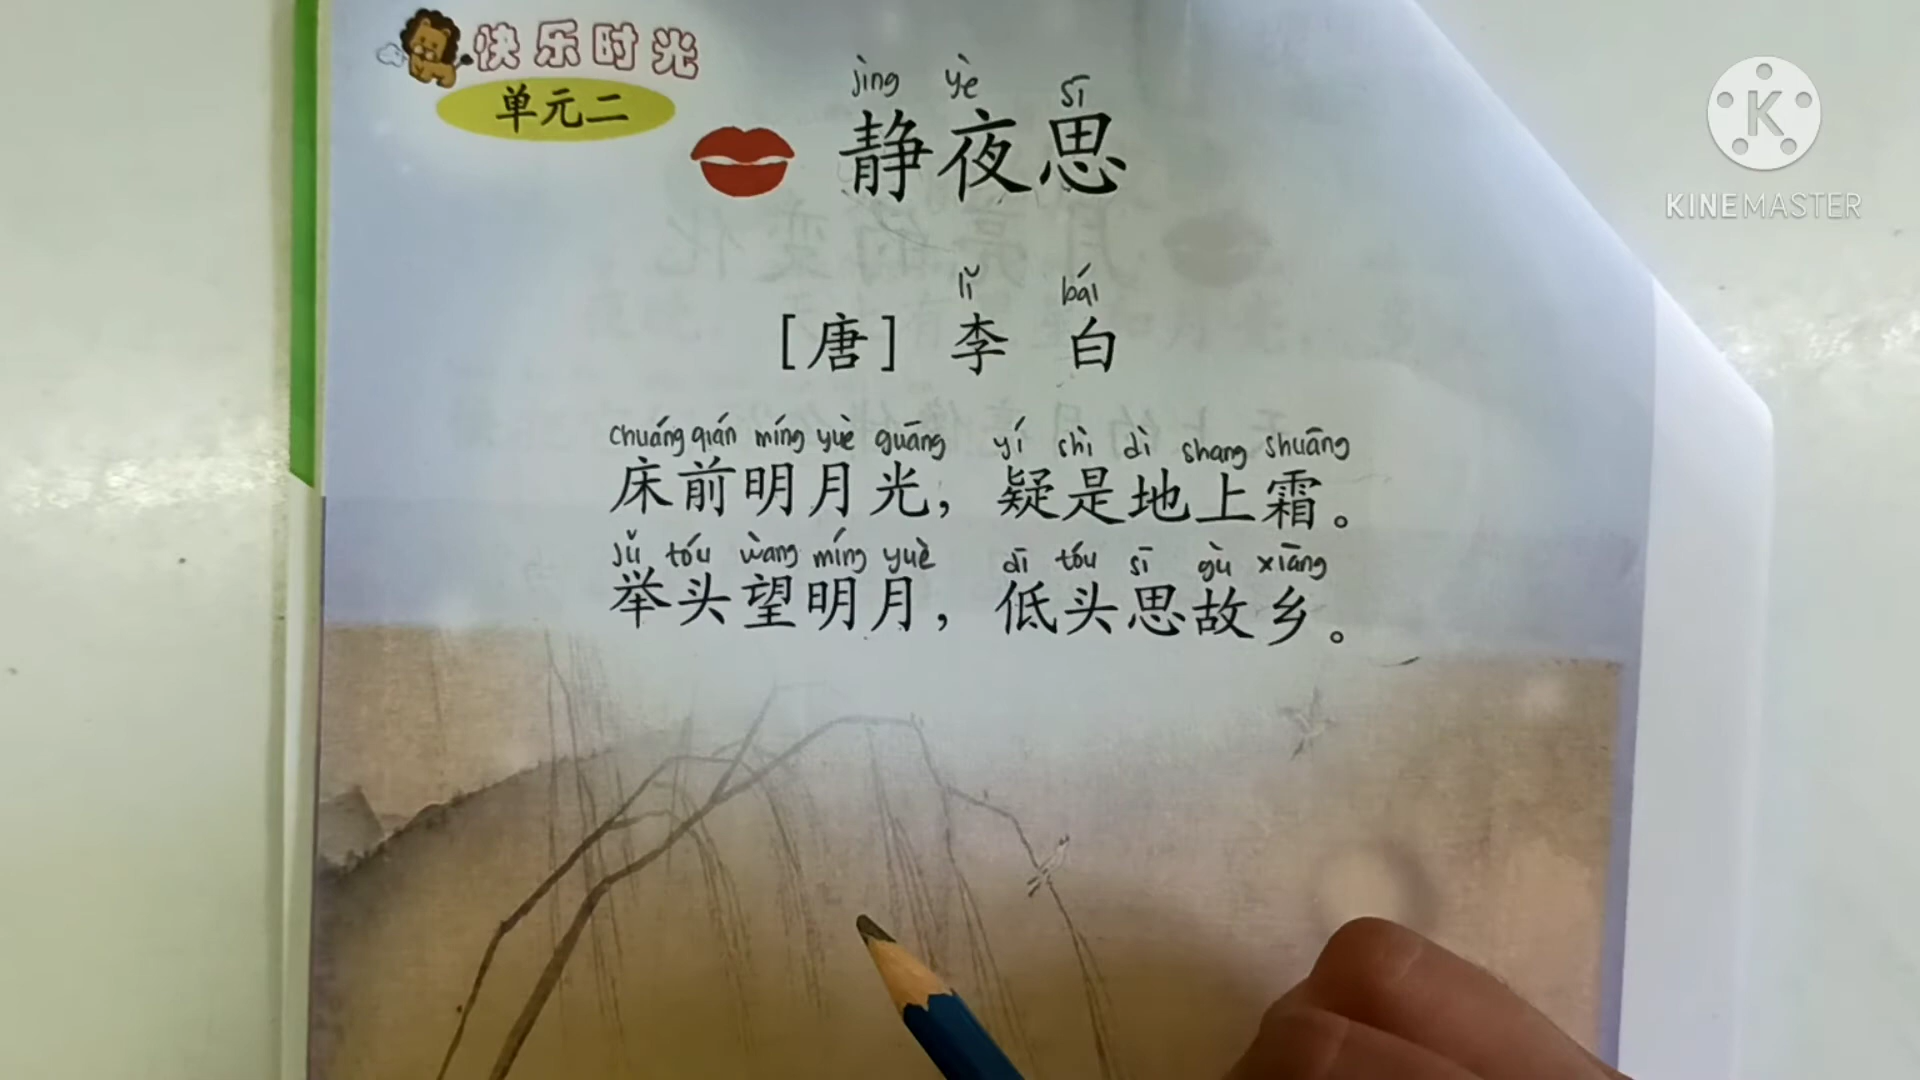 快乐时光
单元二
jìng yè sī
静夜思
lǐ bái
[唐] 李 白
chuáng qián míng yuè guāng yí shì dì shang shuāng
床前明月光，疑是地上霜。
jǔ tóu wàng míng yuè dī tóu sī gù xiāng
举头望明月，低头思故乡。
K
KINEMASTER